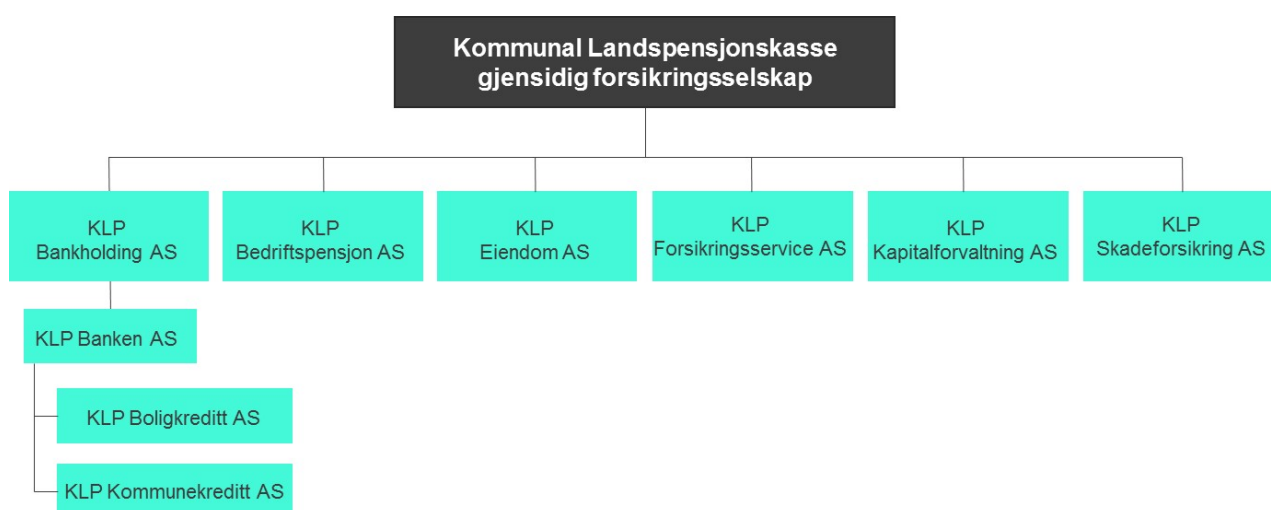 Kommunal Landspensjonskasse
gjensidig forsikringsselskap
KLP
Bankholding AS
KLP
Bedriftspensjon AS
KLP
Eiendom AS
KLP
Forsikringsservice AS
KLP
Kapitalforvaltning AS
KLP
Skadeforsikring AS
KLP Banken AS
KLP Boligkreditt AS
KLP Kommunekreditt AS